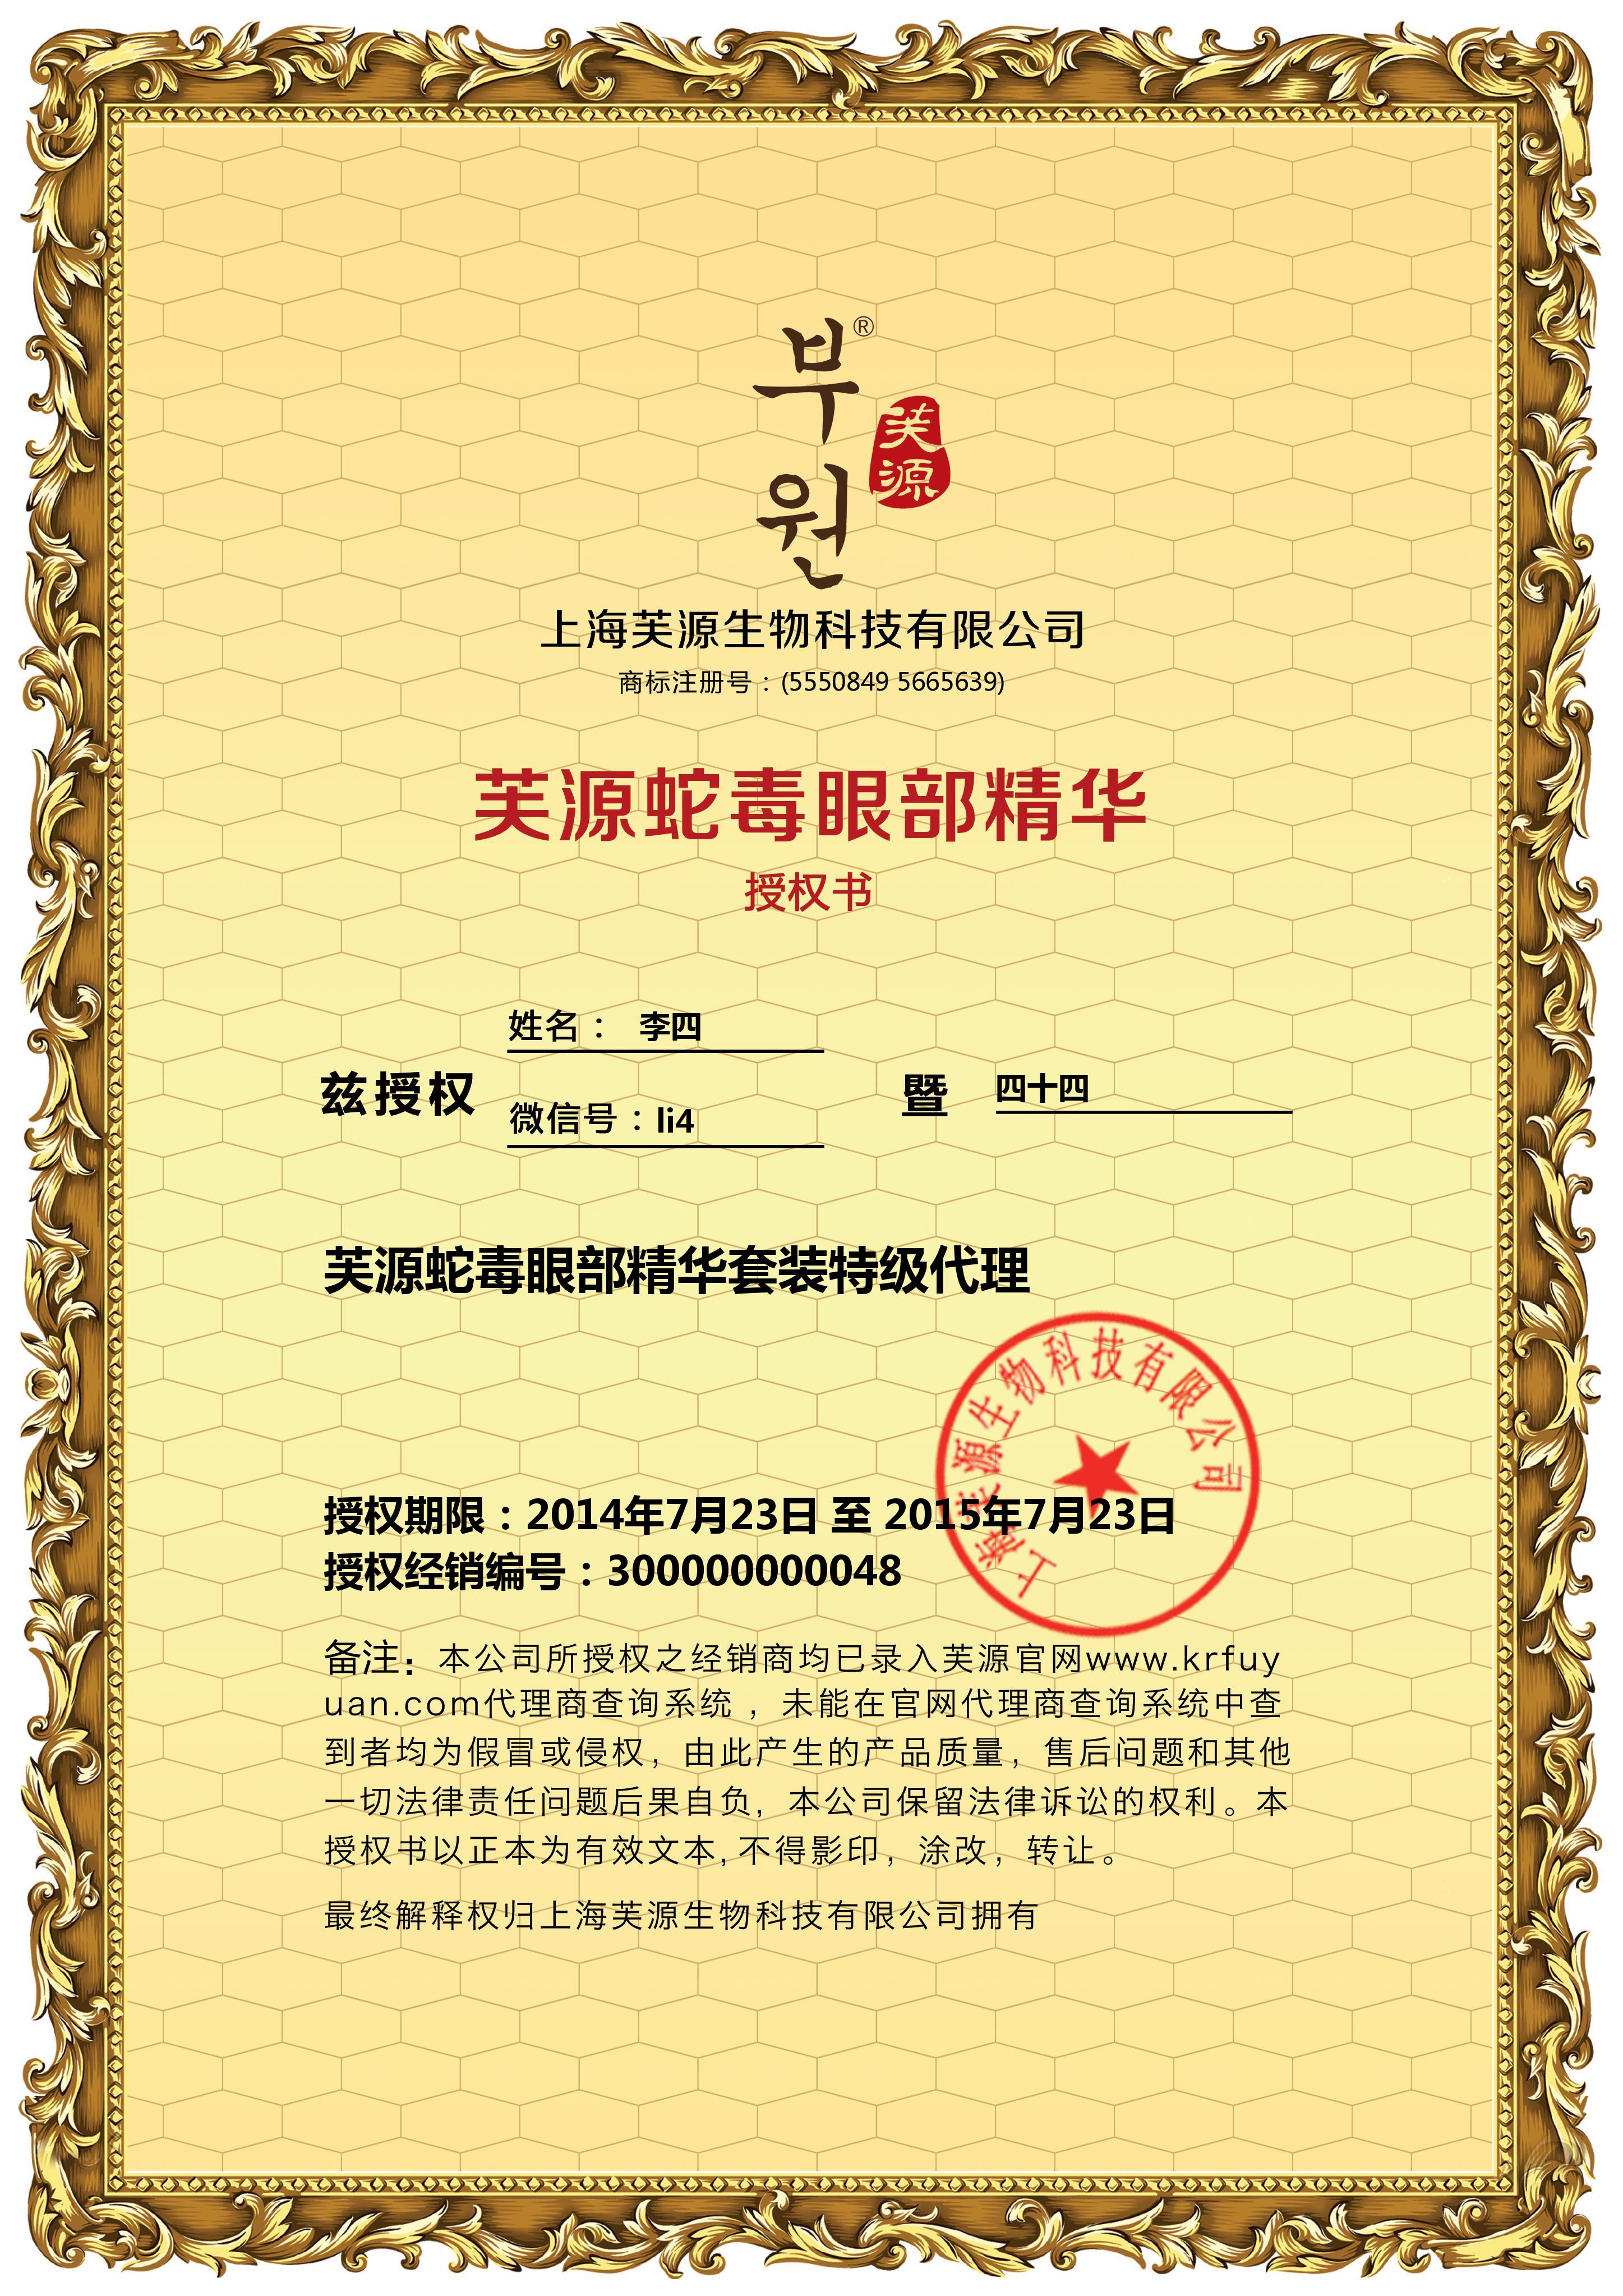 부®
원
芙源
上海芙源生物科技有限公司
商标注册号：(5550849 5665639)
芙源蛇毒眼部精华
授权书
兹授权
姓名： 李四
微信号：li4
暨 四十四
芙源蛇毒眼部精华套装特级代理
上海芙源生物科技有限公司
授权期限：2014年7月23日 至 2015年7月23日
授权经销编号：300000000048
备注：本公司所授权之经销商均已录入芙源官网www.krfuy
uan.com代理商查询系统 ，未能在官网代理商查询系统中查
到者均为假冒或侵权，由此产生的产品质量，售后问题和其他
一切法律责任问题后果自负，本公司保留法律诉讼的权利。本
授权书以正本为有效文本,不得影印，涂改，转让。
最终解释权归上海芙源生物科技有限公司拥有